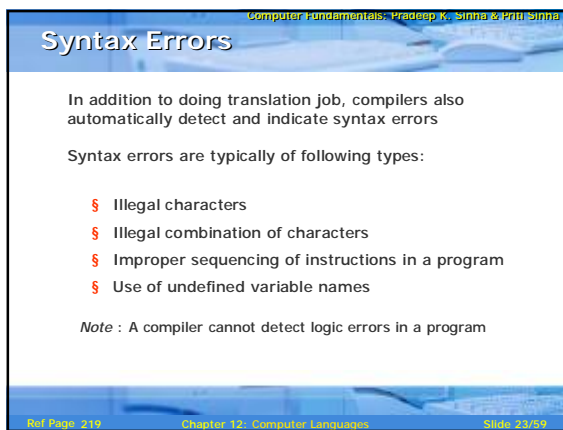 Computer Fundamentals: Pradeep K. Sinha & Priti Sinha
Syntax Errors
In addition to doing translation job, compilers also
automatically detect and indicate syntax errors
Syntax errors are typically of following types:
§ Illegal characters
§ Illegal combination of characters
§ Improper sequencing of instructions in a program
§ Use of undefined variable names
Note : A compiler cannot detect logic errors in a program
Ref Page 219 Chapter 12: Computer Languages Slide 23/59